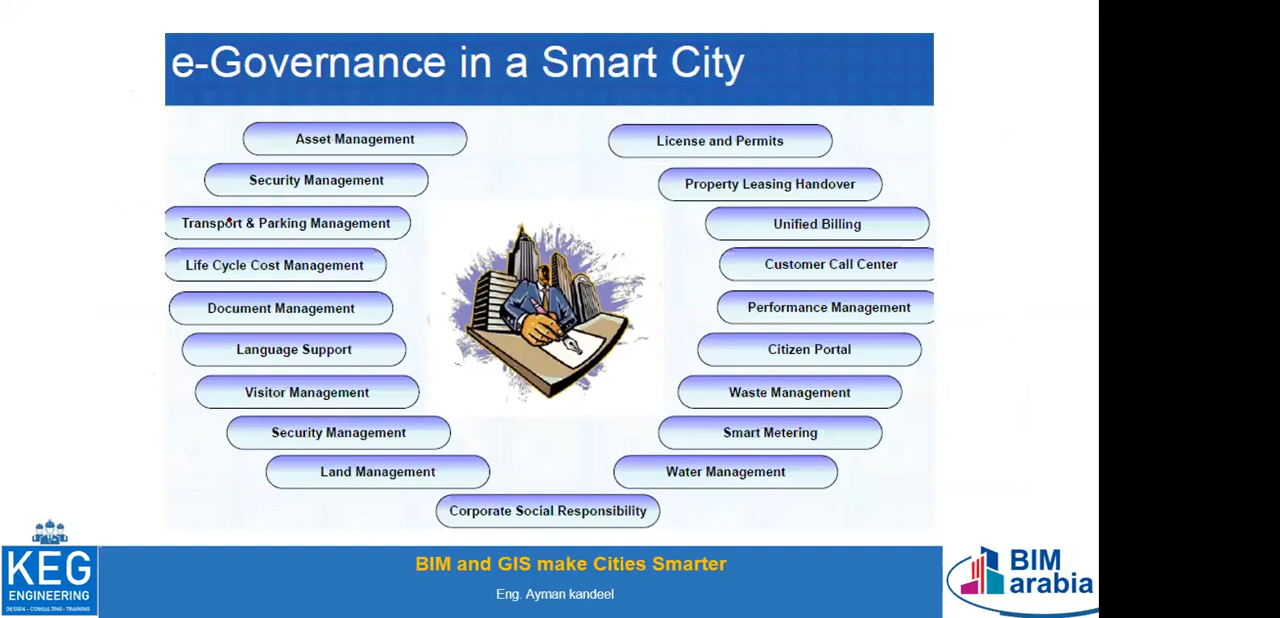 e-Governance in a Smart City
Asset Management
Security Management
Transport & Parking Management
Life Cycle Cost Management
Document Management
Language Support
Visitor Management
Security Management
Land Management
Corporate Social Responsibility
License and Permits
Property Leasing Handover
Unified Billing
Customer Call Center
Performance Management
Citizen Portal
Waste Management
Smart Metering
Water Management
KEG
ENGINEERING
DESIGN - CONSULTING- TRAINING
BIM and GIS make Cities Smarter
Eng. Ayman kandeel
BIM
arabia